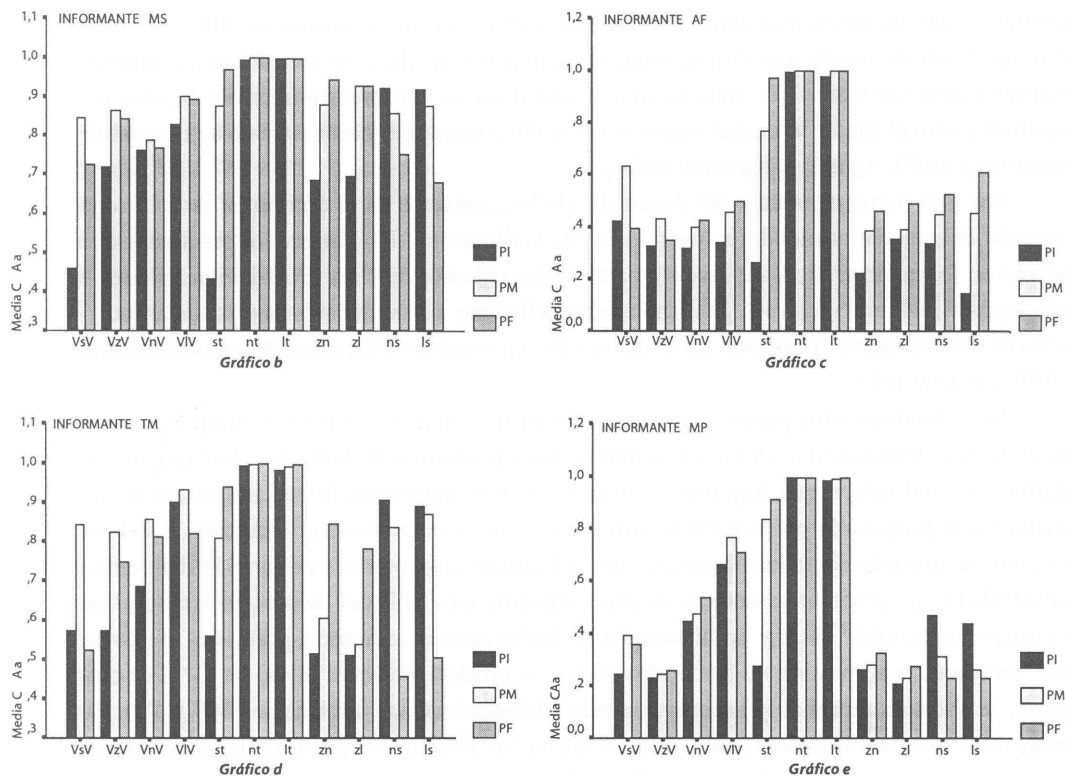 INFORMANTE MS
1,1
1,0
,9
,8
,7
,6
,5
,4
,3
Media C Aa
PI
PM
PF
VsV VzV VnV VlV st nt lt zn zl ns ls
Gráfico b
INFORMANTE AF
1,2
1,0
,8
,6
,4
,2
0,0
Media C Aa
PI
PM
PF
VsV VzV VnV VlV st nt lt zn zl ns ls
Gráfico c
INFORMANTE TM
1,1
1,0
,9
,8
,7
,6
,5
,4
,3
Media C Aa
PI
PM
PF
VsV VzV VnV VlV st nt lt zn zl ns ls
Gráfico d
INFORMANTE MP
1,2
1,0
,8
,6
,4
,2
0,0
Media CAa
PI
PM
PF
VsV VzV VnV VlV st nt lt zn zl ns ls
Gráfico e